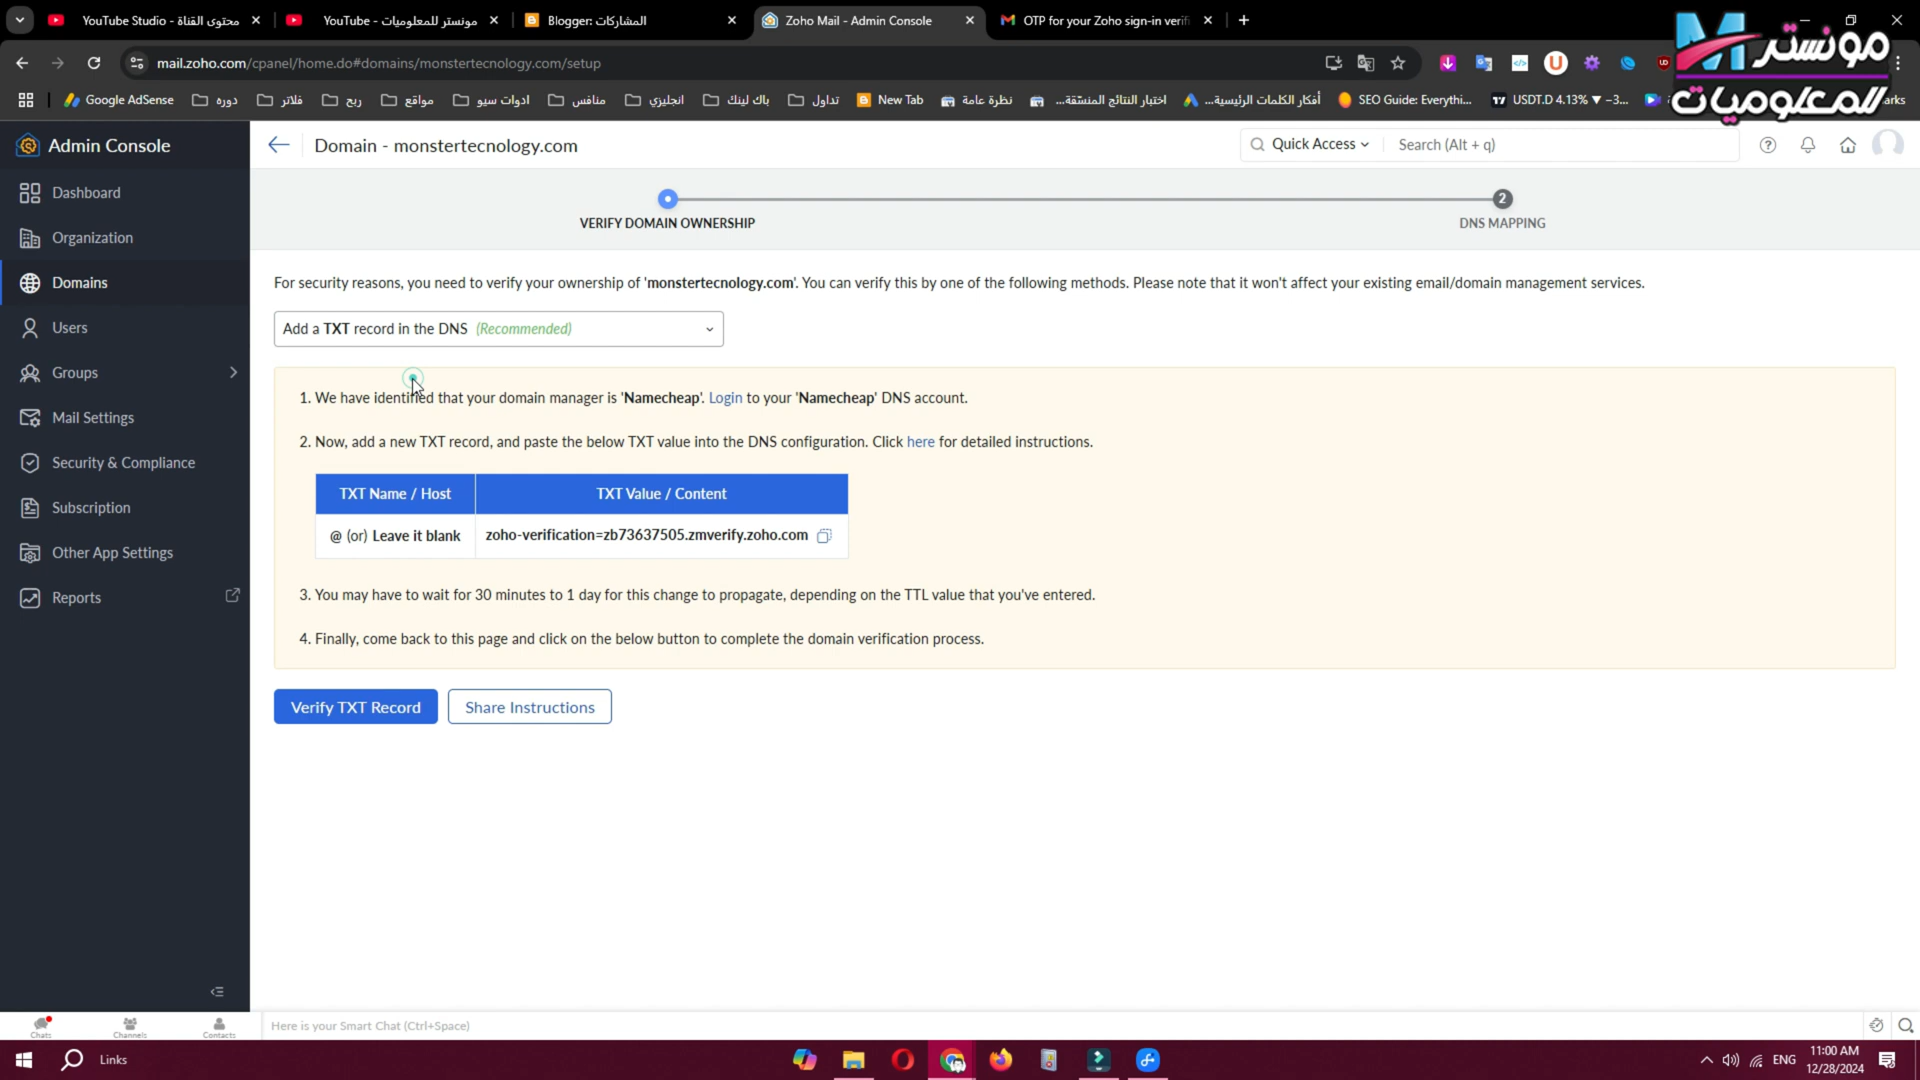 YouTube Studio - محتوى القناة
YouTube - مونستر للمعلوميات
Blogger: المشاركات
Zoho Mail - Admin Console
OTP for your Zoho sign-in verifi
mail.zoho.com/cpanel/home.do#domains/monstertecnology.com/setup
Google AdSense
دوره
فلاتر
ربح
مواقع
ادوات سيو
منافس
انجليزي
باك لينك
تداول
New Tab
نظرة عامة
اختبار النتائج المنسّقة...
أفكار الكلمات الرئيسية...
SEO Guide: Everythi...
USDT.D 4.13% ▼ −3...
مونستر
للمعلوميات
Admin Console
Domain - monstertecnology.com
Quick Access
Search (Alt + q)
Dashboard
Organization
Domains
Users
Groups
Mail Settings
Security & Compliance
Subscription
Other App Settings
Reports
2
VERIFY DOMAIN OWNERSHIP
DNS MAPPING
For security reasons, you need to verify your ownership of 'monstertecnology.com'. You can verify this by one of the following methods. Please note that it won't affect your existing email/domain management services.
Add a TXT record in the DNS (Recommended)
1. We have identified that your domain manager is 'Namecheap'. Login to your 'Namecheap' DNS account.
2. Now, add a new TXT record, and paste the below TXT value into the DNS configuration. Click here for detailed instructions.
TXT Name / Host
TXT Value / Content
@ (or) Leave it blank
zoho-verification=zb73637505.zmverify.zoho.com
3. You may have to wait for 30 minutes to 1 day for this change to propagate, depending on the TTL value that you've entered.
4. Finally, come back to this page and click on the below button to complete the domain verification process.
Verify TXT Record
Share Instructions
Chats
Channels
Contacts
Here is your Smart Chat (Ctrl+Space)
Links
ENG
11:00 AM
12/28/2024